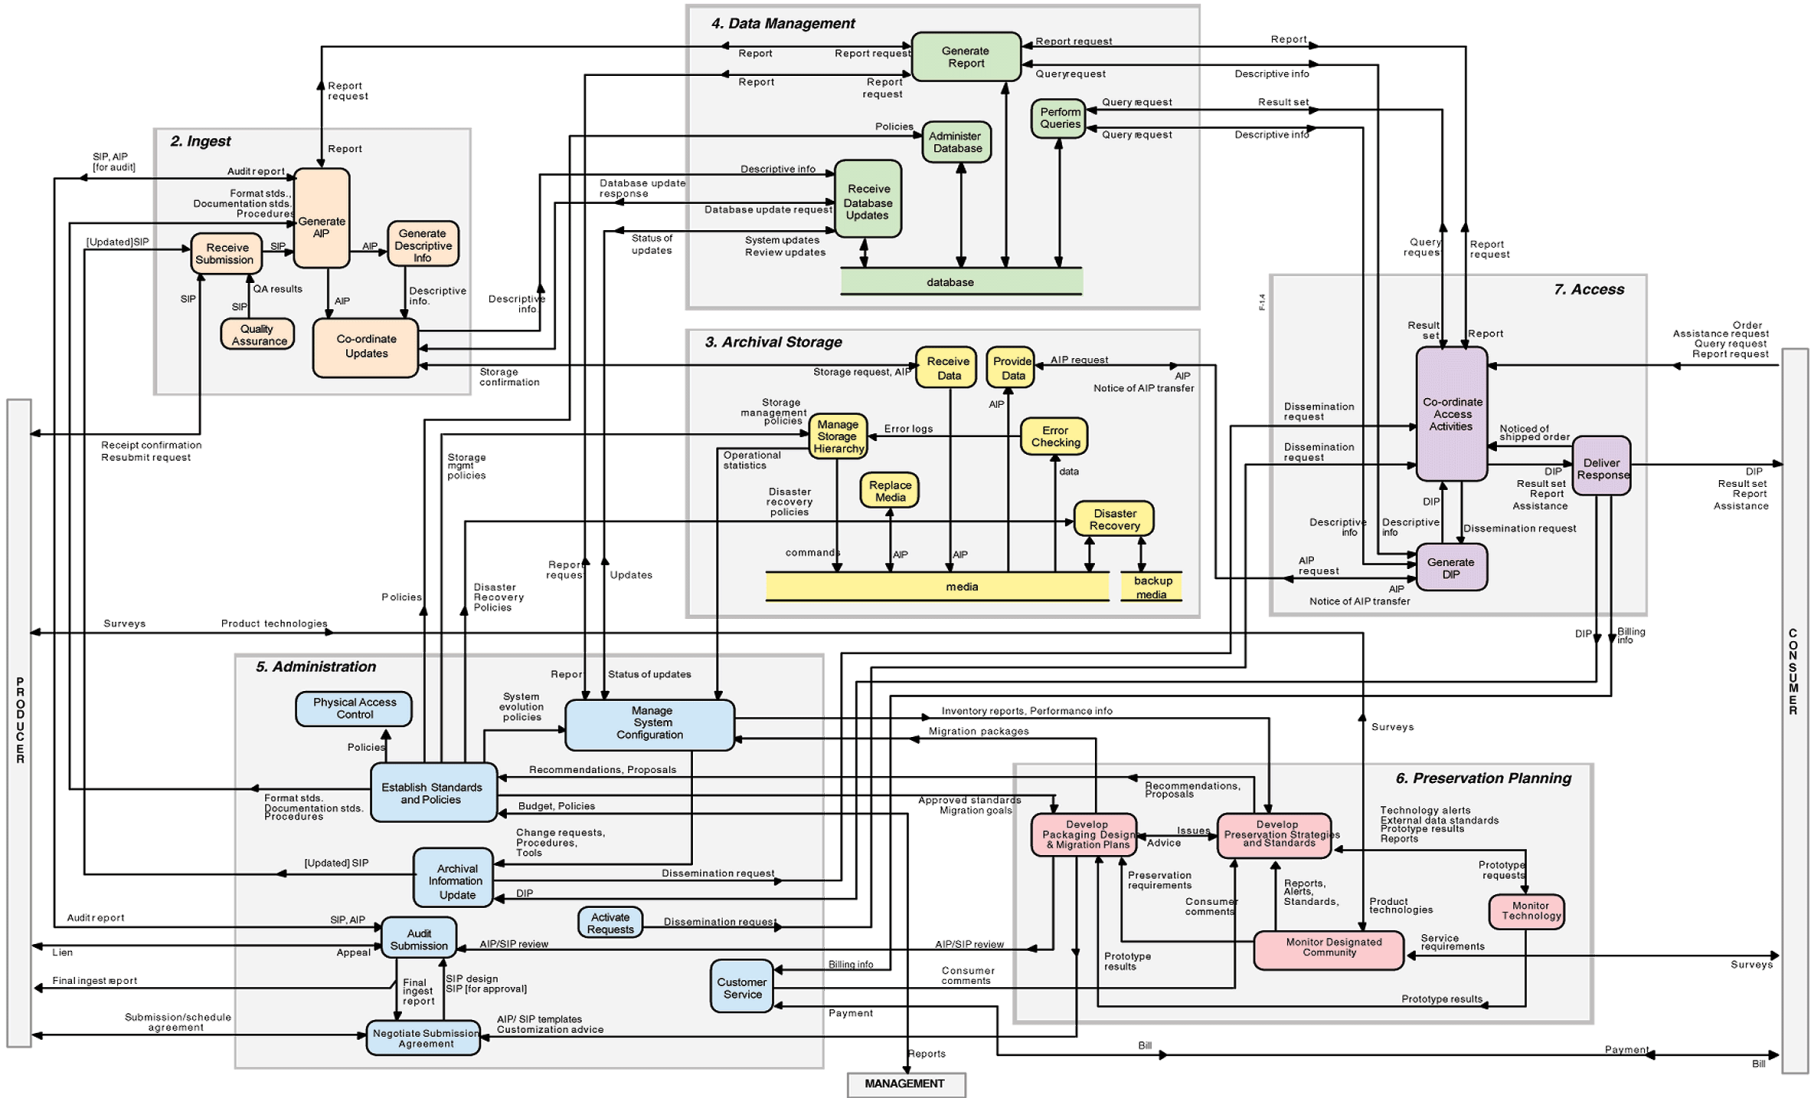 4. Data Management
Generate
Report
Report
Report request
Report request
Report
Report
Report
request
Query request
Descriptive info
Perform
Queries
Query request
Result set
Query request
Descriptive info
Policies
Administer
Database
Descriptive info
Database update
response
Database update request
Receive
Database
Updates
Status of
updates
System updates
Review updates
database
Report
request
Report
2. Ingest
SIP, AIP
[for audit]
Audit report
Format stds.,
Documentation stds.
Procedures
Generate
AIP
[Updated]SIP
Receive
Submission
SIP
AIP
Generate
Descriptive
Info
QA results
SIP
SIP
Quality
Assurance
AIP
Descriptive
info.
Co-ordinate
Updates
Descriptive
info.
Storage
confirmation
3. Archival Storage
Receive
Data
Provide
Data
Storage request, AIP
AIP request
AIP
Notice of AIP transfer
AIP
Storage
management
policies
Manage
Storage
Hierarchy
Error logs
Error
Checking
Operational
statistics
data
Replace
Media
Disaster
recovery
policies
Disaster
Recovery
commands
AIP
AIP
media
backup
media
7. Access
F-1.4
Query
request
Report
request
Result
set
Report
Order
Assistance request
Query request
Report request
Co-ordinate
Access
Activities
Dissemination
request
Dissemination
request
Noticed of
shipped order
Deliver
Response
DIP
Result set
Report
Assistance
DIP
Result set
Report
Assistance
DIP
Descriptive
info
Descriptive
info
Dissemination request
Generate
DIP
AIP
request
AIP
Notice of AIP transfer
DIP
Billing
info
PRODUCER
CONSUMER
Receipt confirmation
Resubmit request
Storage
mgmt
policies
Policies
Disaster
Recovery
Policies
Report
request
Updates
Surveys
Product technologies
5. Administration
Physical Access
Control
Policies
System
evolution
policies
Report
Status of updates
Manage
System
Configuration
Inventory reports, Performance info
Migration packages
Surveys
Establish Standards
and Policies
Recommendations, Proposals
Recommendations,
Proposals
Format stds.
Documentation stds.
Procedures
Budget, Policies
Approved standards
Migration goals
Change requests,
Procedures,
Tools
[Updated] SIP
Archival
Information
Update
Dissemination request
DIP
Activate
Requests
Dissemination request
Audit report
SIP, AIP
Audit
Submission
Lien
Appeal
AIP/SIP review
AIP/SIP review
Final ingest report
Final
ingest
report
SIP design
SIP [for approval]
Customer
Service
Billing info
Consumer
comments
Payment
Submission/schedule
agreement
Negotiate Submission
Agreement
AIP/ SIP templates
Customization advice
Reports
MANAGEMENT
6. Preservation Planning
Develop
Packaging Designs
& Migration Plans
Issues
Advice
Develop
Preservation Strategies
and Standards
Technology alerts
External data standards
Prototype results
Reports
Prototype
requests
Monitor
Technology
Preservation
requirements
Consumer
comments
Reports,
Alerts,
Standards,
Product
technologies
Monitor Designated
Community
Service
requirements
Surveys
Prototype
results
Prototype results
Bill
Payment
Bill